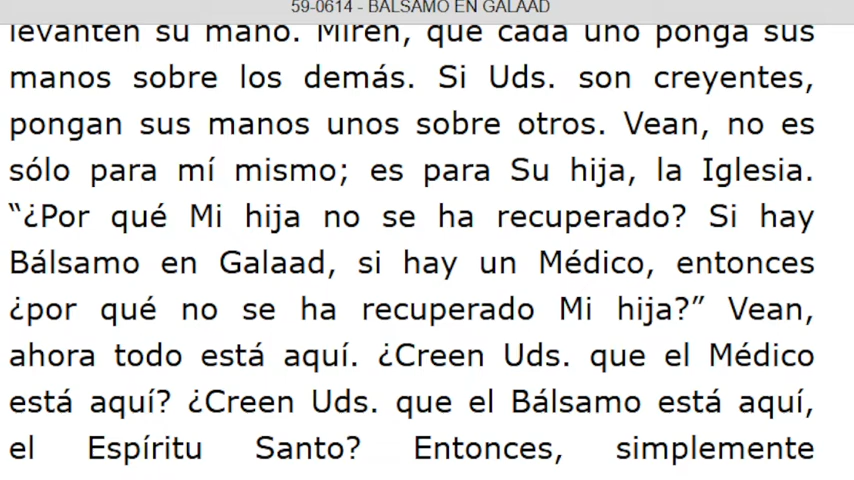 59-0614 - BÁLSAMO EN GALAAD
levanten su mano. Miren, que cada uno ponga sus
manos sobre los demás. Si Uds. son creyentes,
pongan sus manos unos sobre otros. Vean, no es
sólo para mí mismo; es para Su hija, la Iglesia.
“¿Por qué Mi hija no se ha recuperado? Si hay
Bálsamo en Galaad, si hay un Médico, entonces
¿por qué no se ha recuperado Mi hija?” Vean,
ahora todo está aquí. ¿Creen Uds. que el Médico
está aquí? ¿Creen Uds. que el Bálsamo está aquí,
el Espíritu Santo? Entonces, simplemente